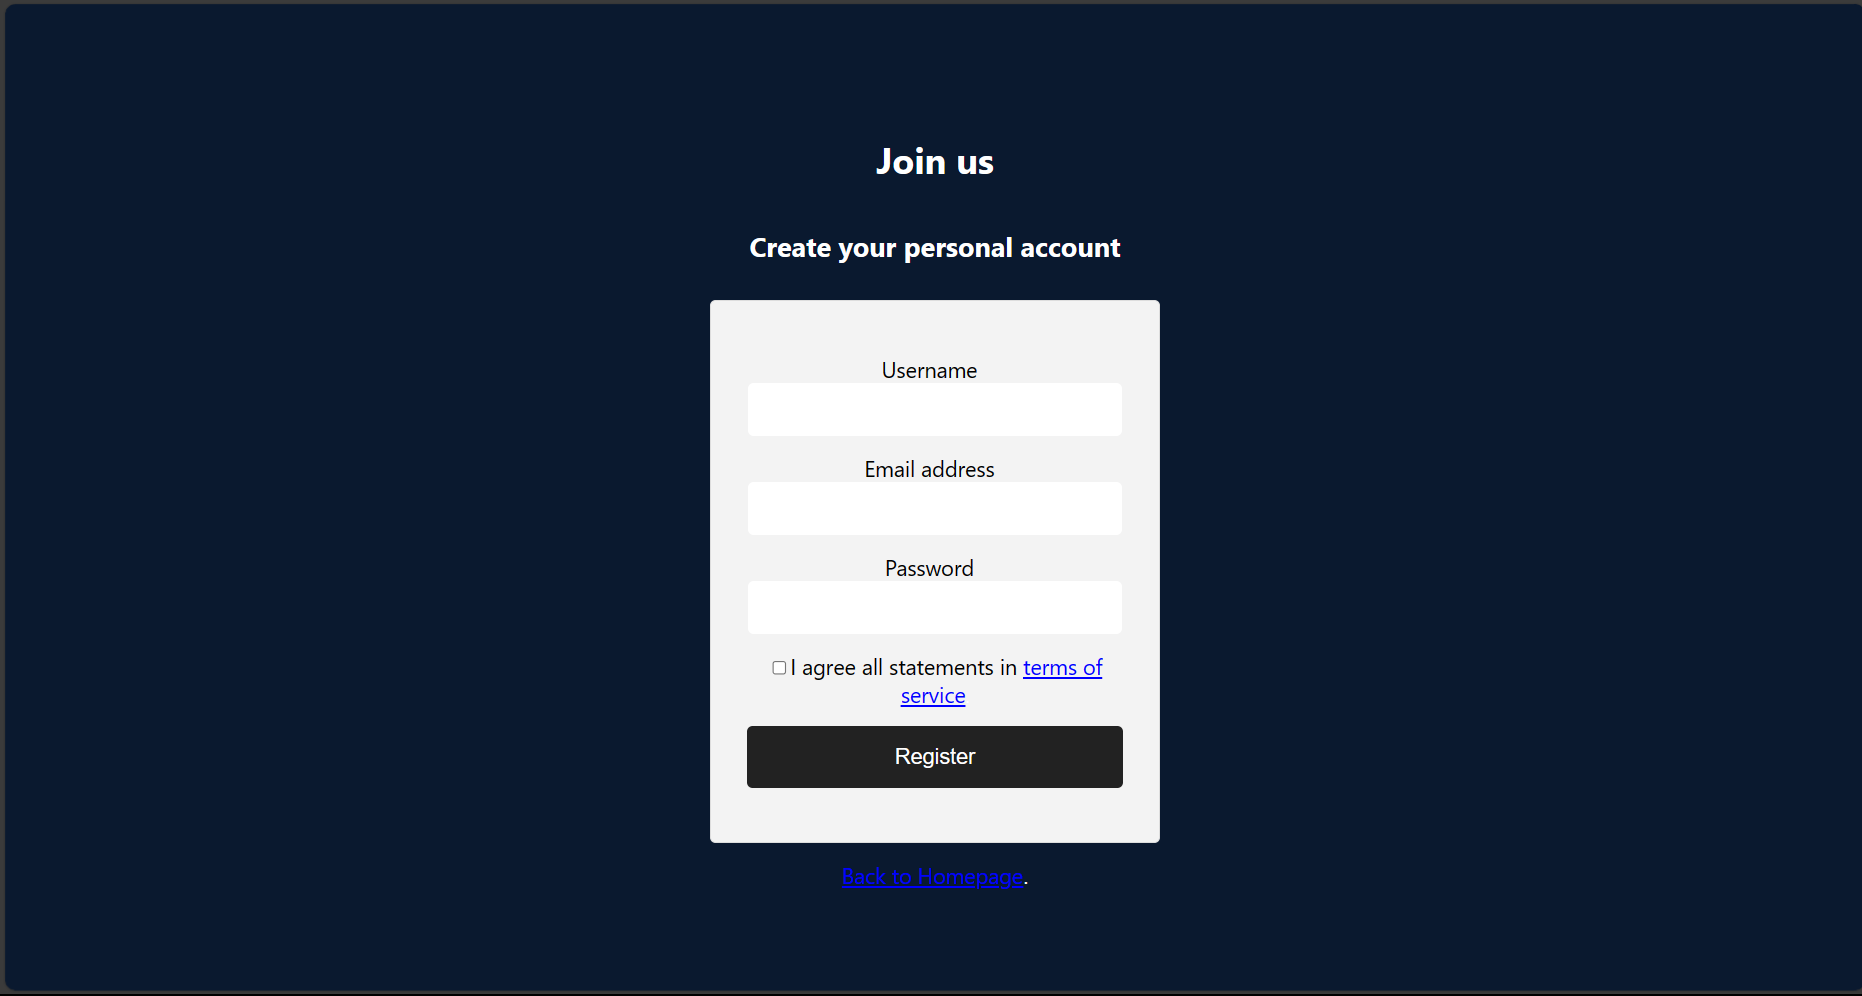 Join us
Create your personal account
Username
Email address
Password
I agree all statements in terms of
service
Register
Back to Homepage.